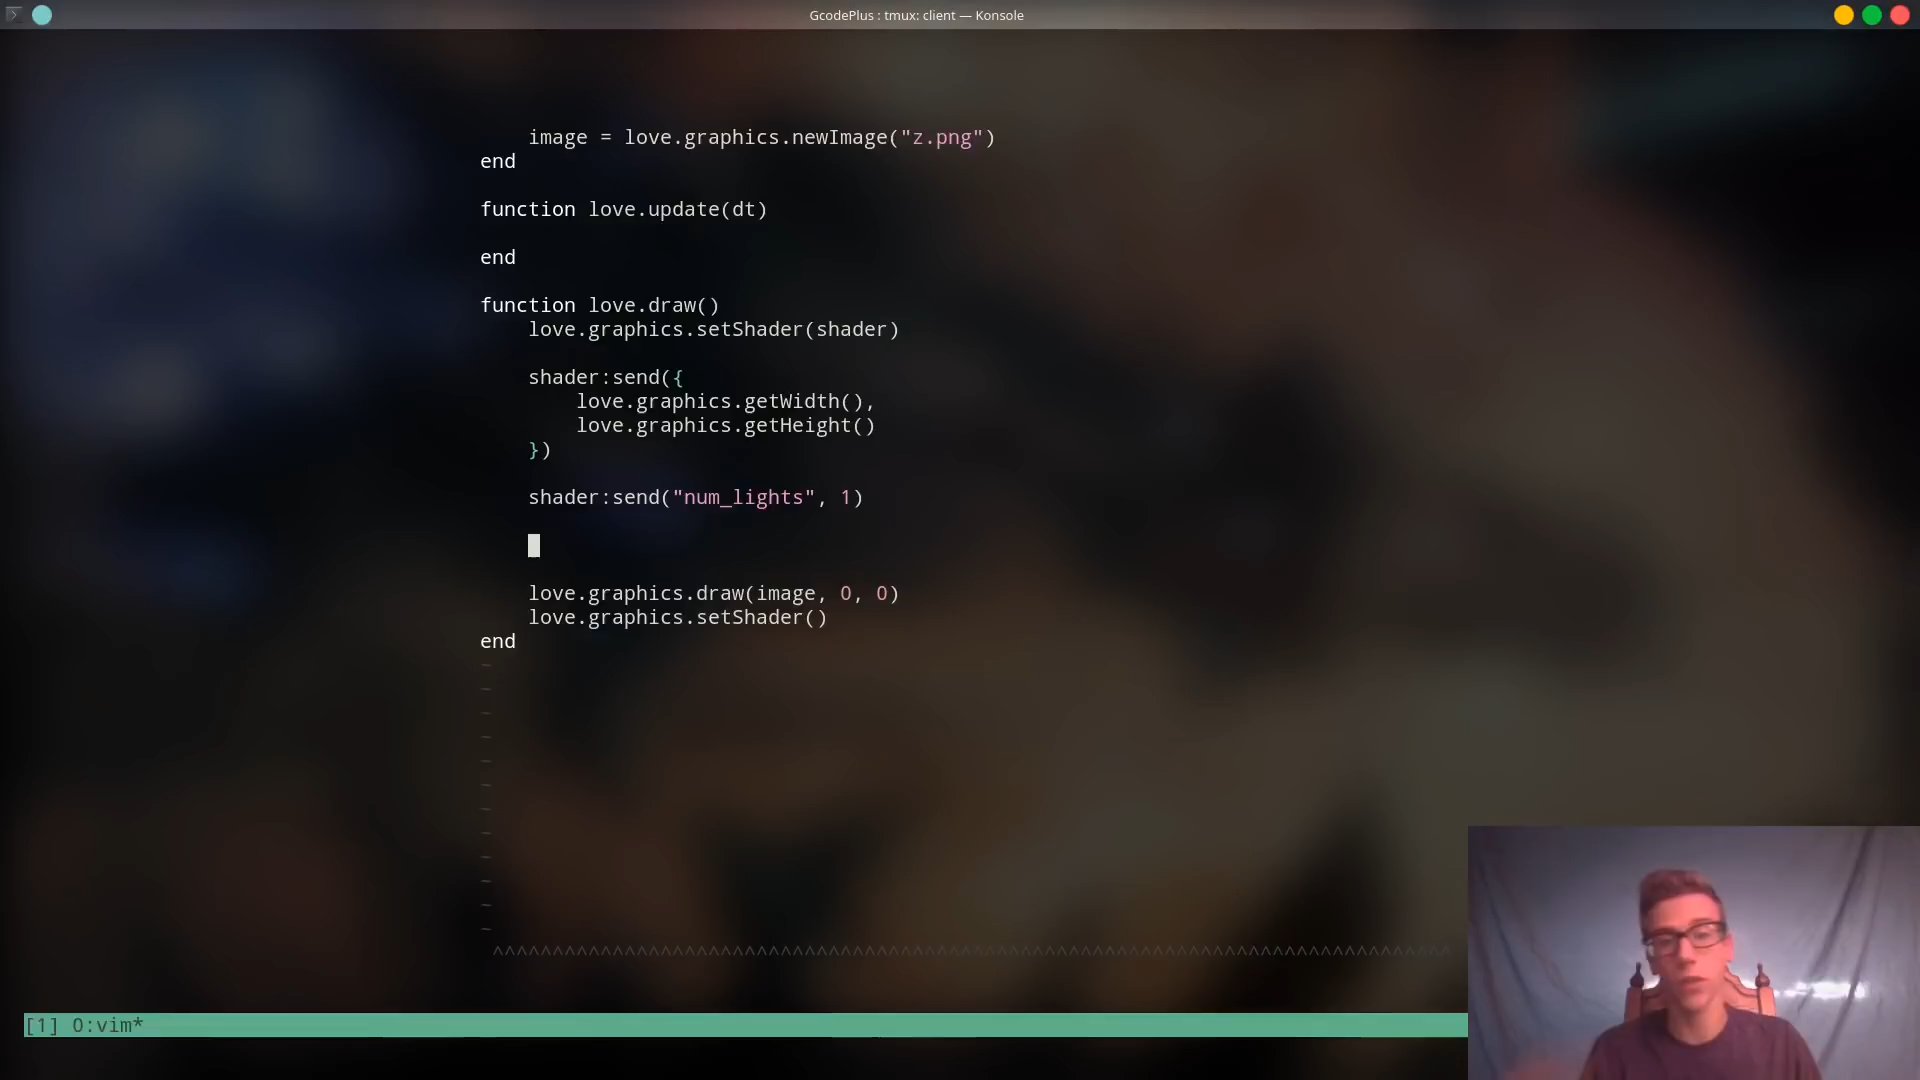 GcodePlus : tmux: client — Konsole
image = love.graphics.newImage("z.png")
end
function love.update(dt)
end
function love.draw()
love.graphics.setShader(shader)
shader:send({
love.graphics.getWidth(),
love.graphics.getHeight()
})
shader:send("num_lights", 1)
love.graphics.draw(image, 0, 0)
love.graphics.setShader()
end
~
~
~
~
~
~
~
~
~
~
~
~
^^^^^^^^^^^^^^^^^^^^^^^^^^^^^^^^^^^^^^^^^^^^^^^^^^^^^^^^^^^^^^^^^^^^^^^^^^^^^^^^
[1] 0:vim*